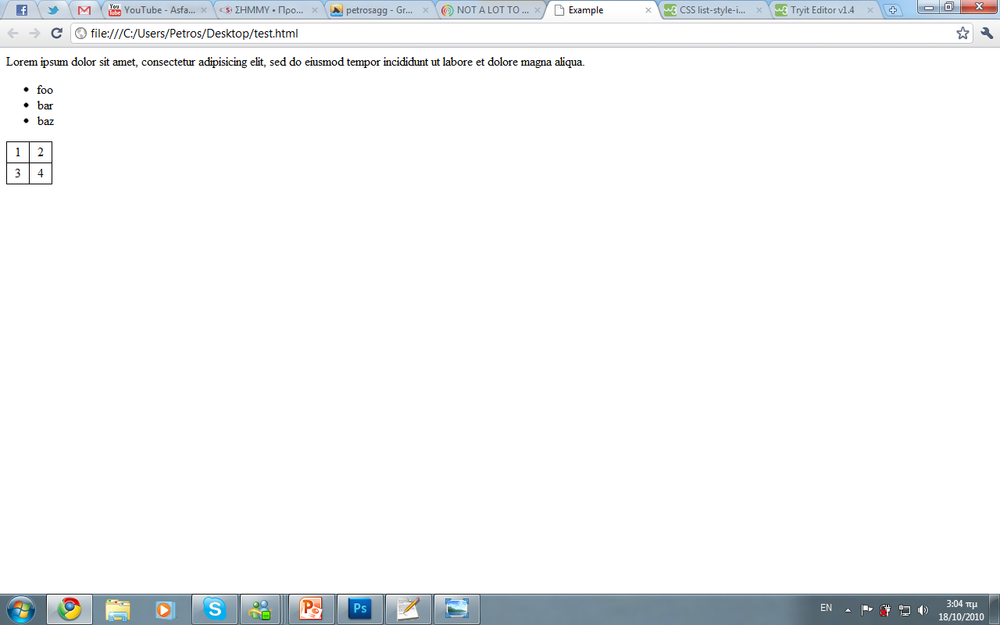 You Tube YouTube - Asfa... ΣΗΜΜΥ • Προ... petrosagg - Gr... NOT A LOT TO ... Example CSS list-style-i... Tryit Editor v1.4
file:///C:/Users/Petros/Desktop/test.html
Lorem ipsum dolor sit amet, consectetur adipisicing elit, sed do eiusmod tempor incididunt ut labore et dolore magna aliqua.
• foo
• bar
• baz
1 2
3 4
EN 3:04 πμ
18/10/2010